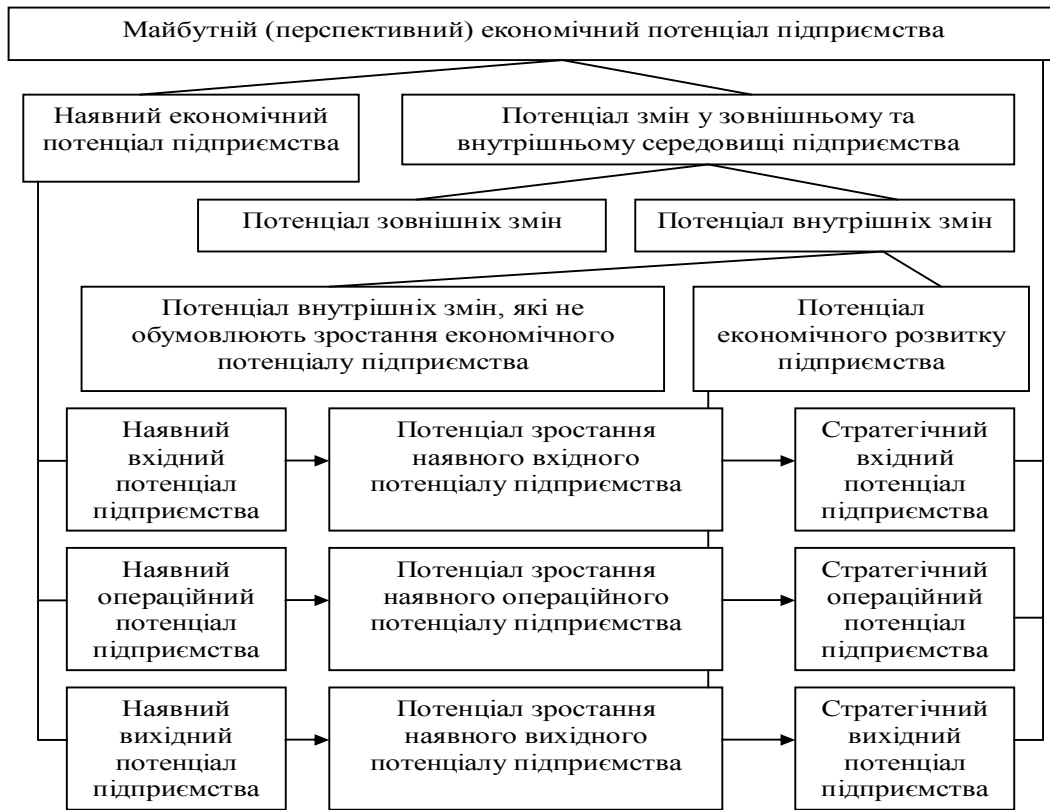 Майбутній (перспективний) економічний потенціал підприємства
Наявний економічний
потенціал підприємства
Потенціал змін у зовнішньому та
внутрішньому середовищі підприємства
Потенціал зовнішніх змін
Потенціал внутрішніх змін
Потенціал внутрішніх змін, які не
обумовлюють зростання економічного
потенціалу підприємства
Потенціал
економічного розвитку
підприємства
Наявний
вхідний
потенціал
підприємства
Потенціал зростання
наявного вхідного
потенціалу підприємства
Стратегічний
вхідний
потенціал
підприємства
Наявний
операційний
потенціал
підприємства
Потенціал зростання
наявного операційного
потенціалу підприємства
Стратегічний
операційний
потенціал
підприємства
Наявний
вихідний
потенціал
підприємства
Потенціал зростання
наявного вихідного
потенціалу підприємства
Стратегічний
вихідний
потенціал
підприємства